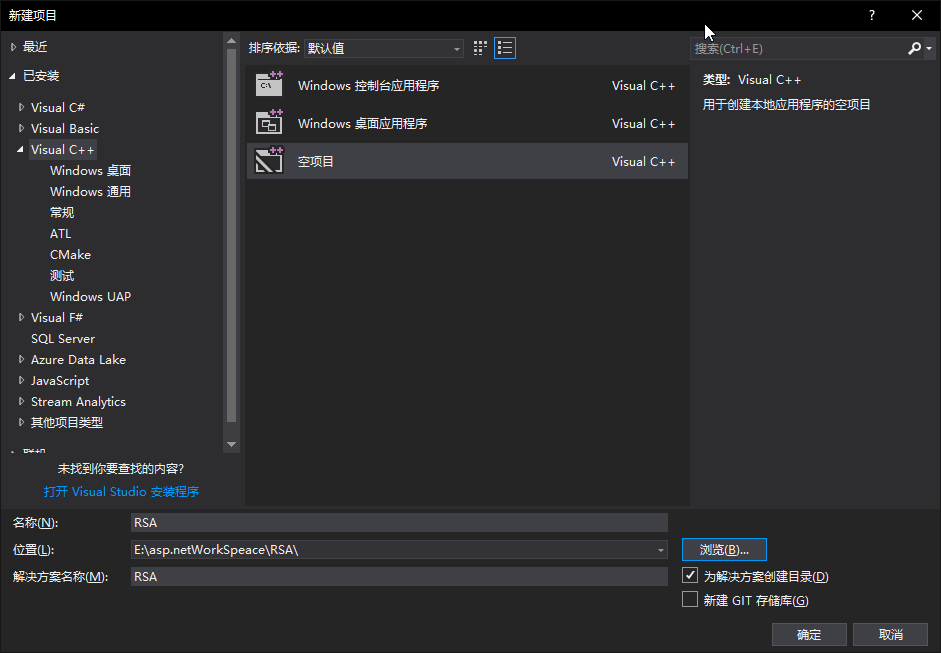 新建项目
?
最近
已安装
Visual C#
Visual Basic
Visual C++
Windows 桌面
Windows 通用
常规
ATL
CMake
测试
Windows UAP
Visual F#
SQL Server
Azure Data Lake
JavaScript
Stream Analytics
其他项目类型
联机
未找到你要查找的内容?
打开 Visual Studio 安装程序
排序依据: 默认值
Windows 控制台应用程序 Visual C++
Windows 桌面应用程序 Visual C++
空项目 Visual C++
搜索(Ctrl+E)
类型: Visual C++
用于创建本地应用程序的空项目
名称(N): RSA
位置(L): E:\asp.netWorkSpeace\RSA\ 浏览(B)...
解决方案名称(M): RSA
为解决方案创建目录(D)
新建 GIT 存储库(G)
确定 取消